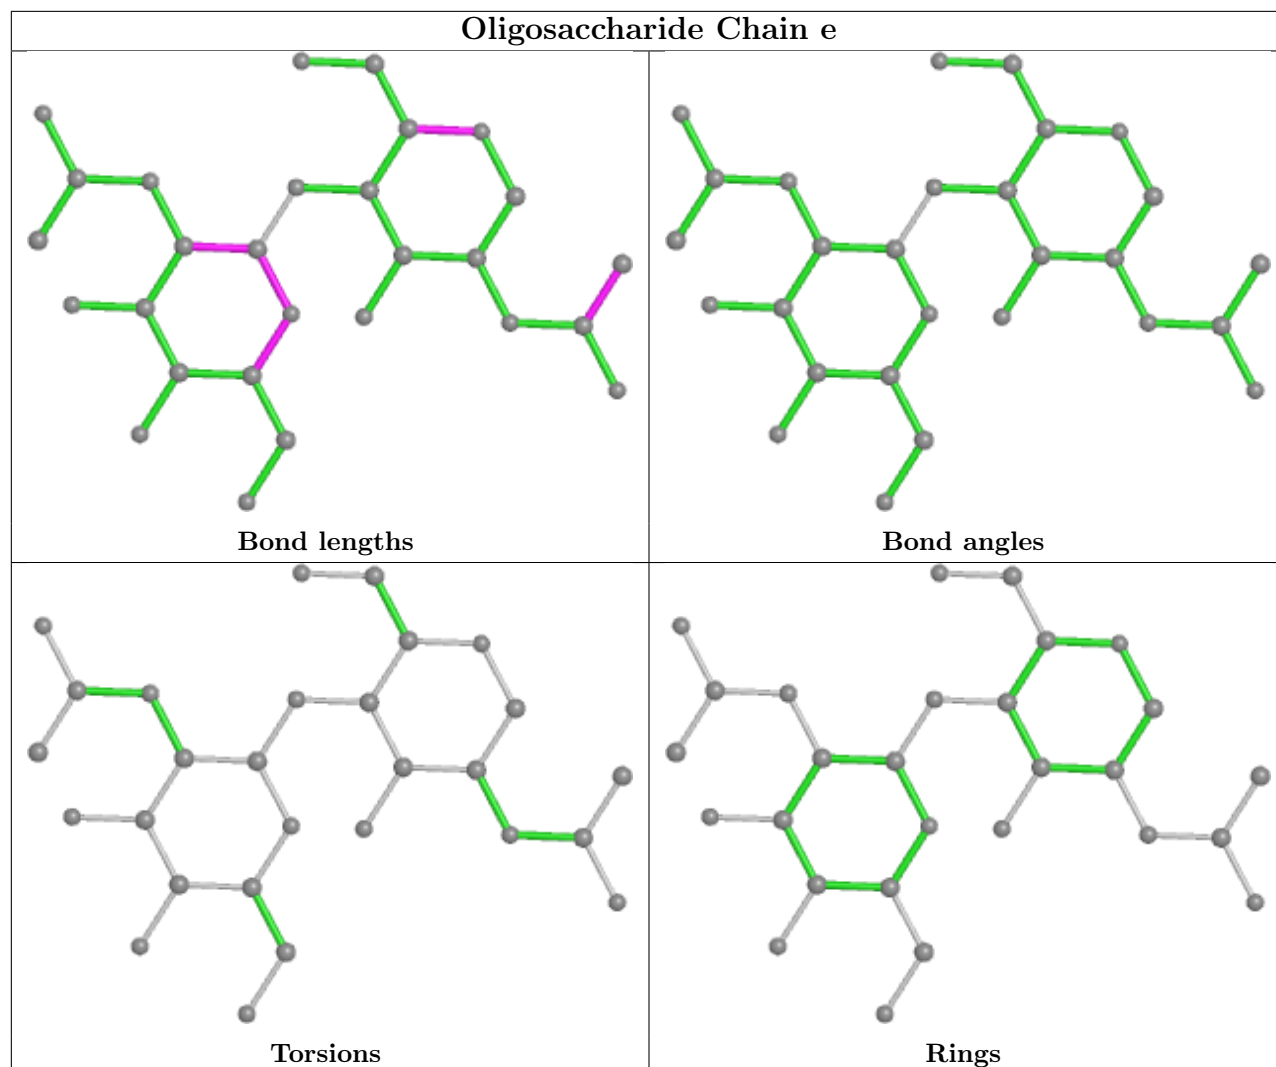 Oligosaccharide Chain e
Bond lengths
Bond angles
Torsions
Rings